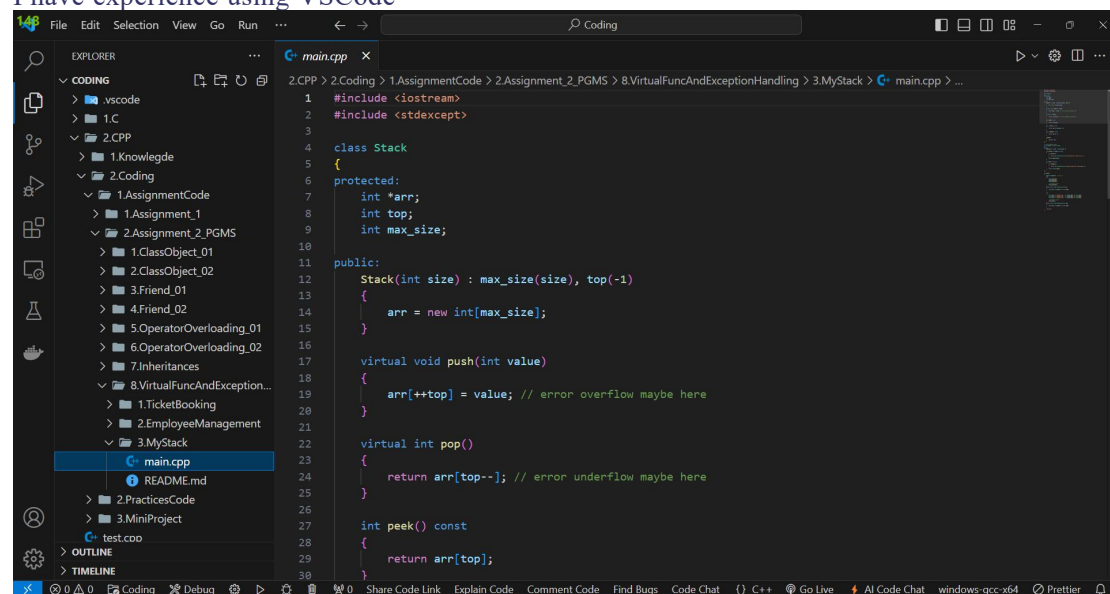 I have experience using VSCode
148 File Edit Selection View Go Run ··· ← → Coding
EXPLORER ···
CODING
.vscode
1.C
2.CPP
1.Knowlegde
2.Coding
1.AssignmentCode
1.Assignment_1
2.Assignment_2_PGMS
1.ClassObject_01
2.ClassObject_02
3.Friend_01
4.Friend_02
5.OperatorOverloading_01
6.OperatorOverloading_02
7.Inheritances
8.VirtualFuncAndException...
1.TicketBooking
2.EmployeeManagement
3.MyStack
main.cpp
README.md
2.PracticesCode
3.MiniProject
test.cpp
OUTLINE
TIMELINE
main.cpp ×
2.CPP > 2.Coding > 1.AssignmentCode > 2.Assignment_2_PGMS > 8.VirtualFuncAndExceptionHandling > 3.MyStack > main.cpp > ...
1 #include <iostream>
2 #include <stdexcept>
3
4 class Stack
5 {
6 protected:
7 int *arr;
8 int top;
9 int max_size;
10
11 public:
12 Stack(int size) : max_size(size), top(-1)
13 {
14 arr = new int[max_size];
15 }
16
17 virtual void push(int value)
18 {
19 arr[++top] = value; // error overflow maybe here
20 }
21
22 virtual int pop()
23 {
24 return arr[top--]; // error underflow maybe here
25 }
26
27 int peek() const
28 {
29 return arr[top];
30 }
0 0 Coding Debug 0 Share Code Link Explain Code Comment Code Find Bugs Code Chat {} C++ Go Live AI Code Chat windows-gcc-x64 Prettier